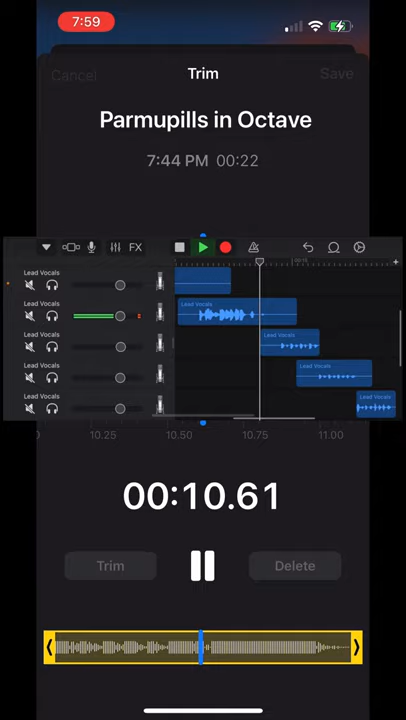 7:59
Cancel
Trim
Save
Parmupills in Octave
7:44 PM 00:22
FX
00:15
Lead Vocals
Lead Vocals
Lead Vocals
Lead Vocals
Lead Vocals
Lead Vocals
Lead Vocals
Lead Vocals
Lead Vocals
10.25
10.50
10.75
11.00
00:10.61
Trim
Delete